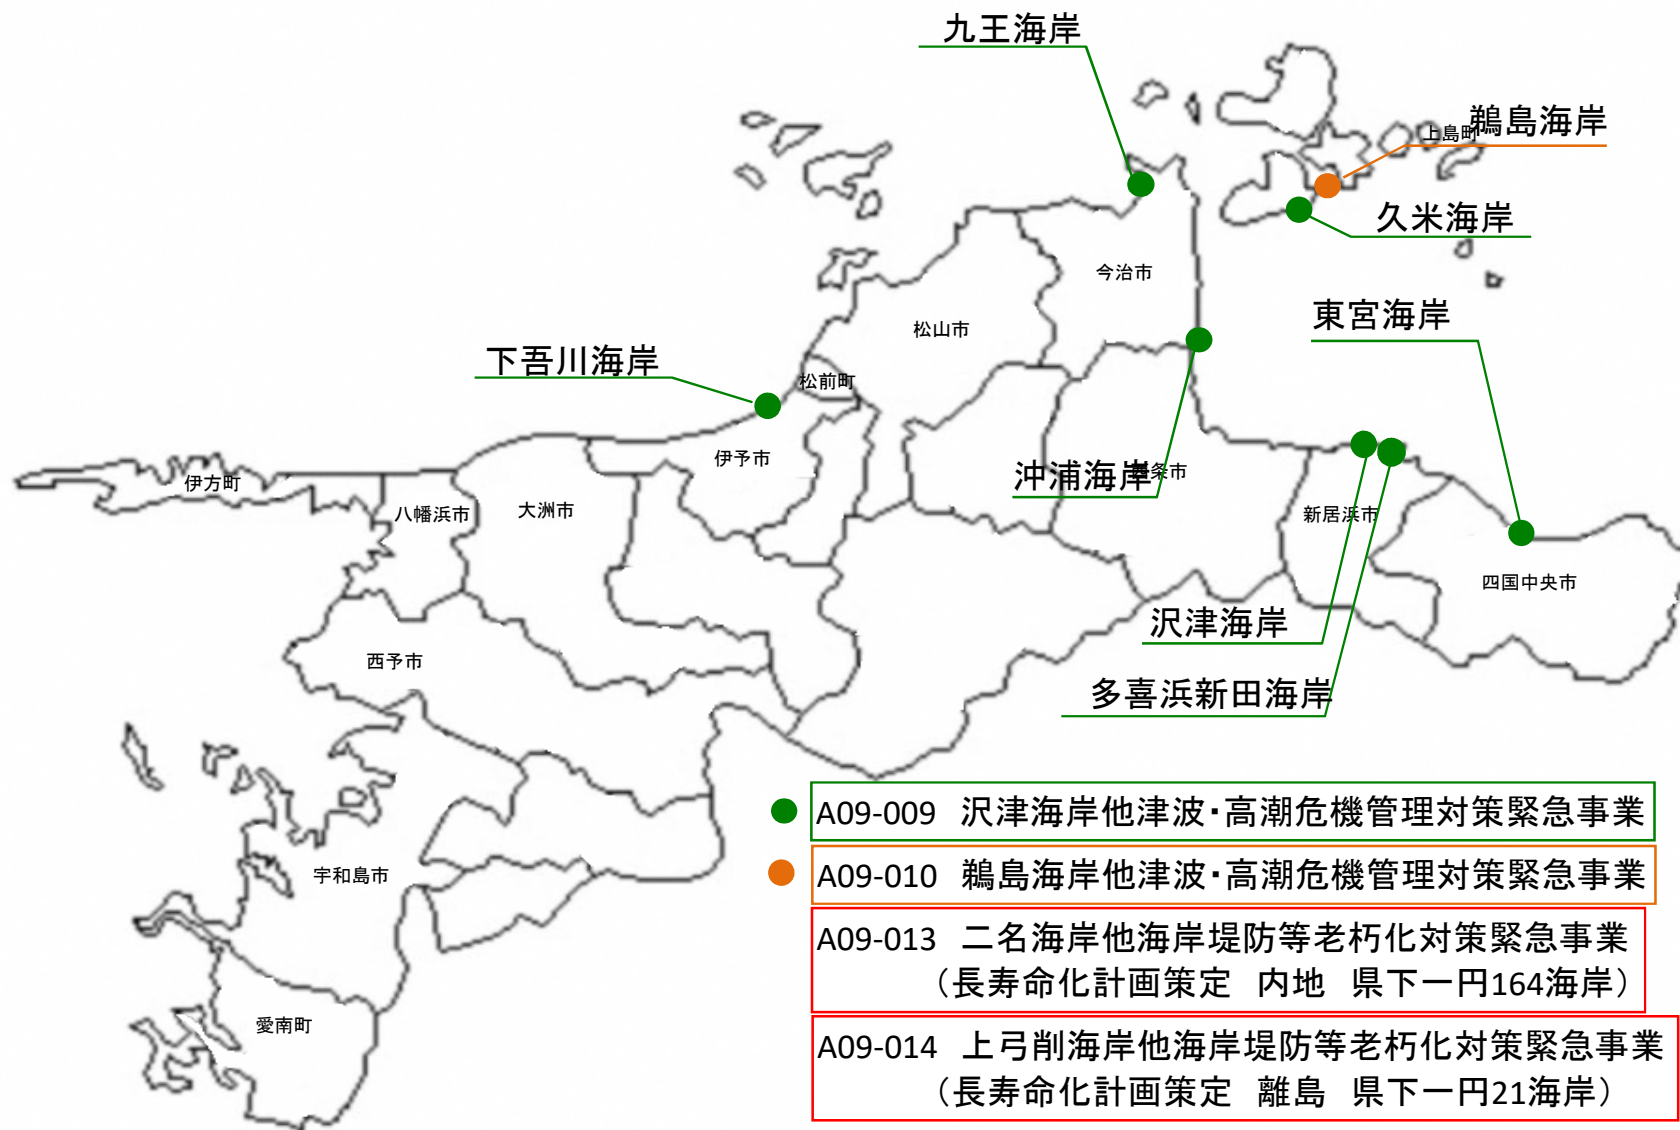 九王海岸
鵜島海岸
上島町
久米海岸
今治市
東宮海岸
松山市
下吾川海岸
松前町
伊予市
沖浦海岸
条市
伊方町
八幡浜市
大洲市
新居浜市
四国中央市
沢津海岸
西予市
多喜浜新田海岸
宇和島市
愛南町
A09-009 沢津海岸他津波・高潮危機管理対策緊急事業
A09-010 鵜島海岸他津波・高潮危機管理対策緊急事業
A09-013 二名海岸他海岸堤防等老朽化対策緊急事業
（長寿命化計画策定 内地 県下一円164海岸）
A09-014 上弓削海岸他海岸堤防等老朽化対策緊急事業
（長寿命化計画策定 離島 県下一円21海岸）